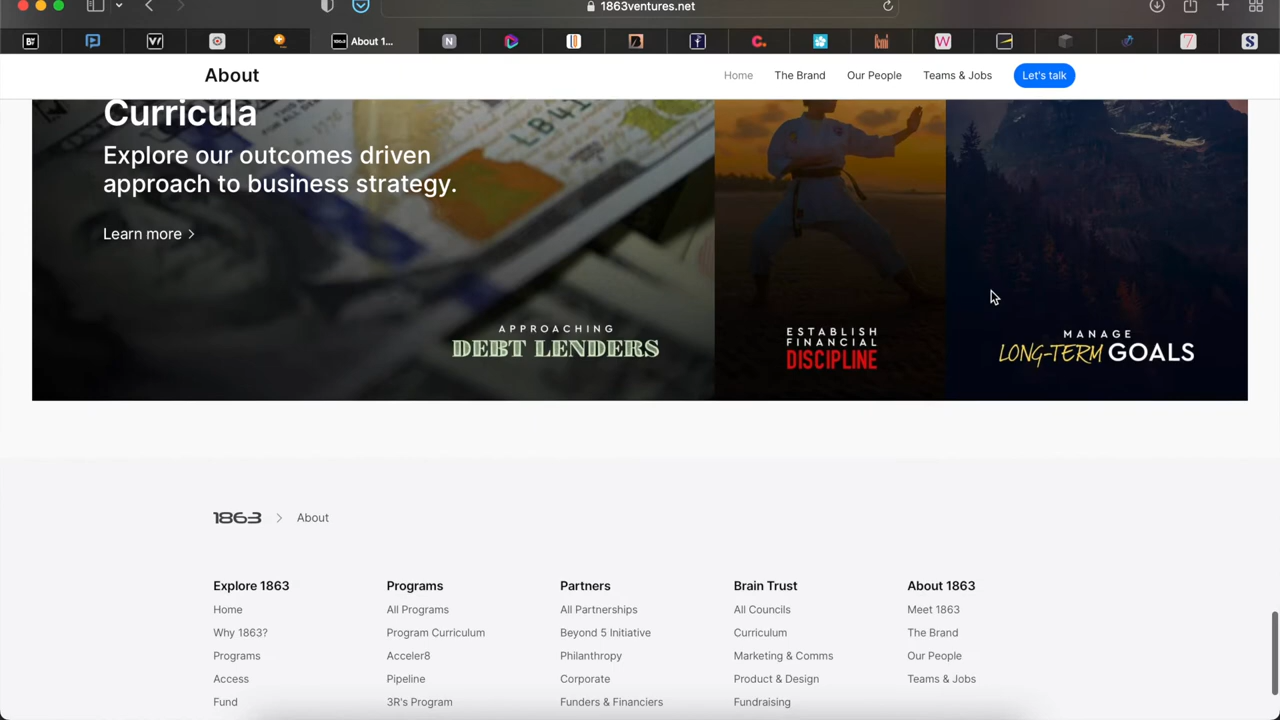 1863ventures.net
About 1...
About
Home
The Brand
Our People
Teams & Jobs
Let's talk
Curricula
Explore our outcomes driven
approach to business strategy.
Learn more
LB41
APPROACHING
DEBT LENDERS
ESTABLISH
FINANCIAL
DISCIPLINE
MANAGE
LONG-TERM GOALS
1863
About
Explore 1863
Home
Why 1863?
Programs
Access
Fund
Programs
All Programs
Program Curriculum
Acceler8
Pipeline
3R's Program
Partners
All Partnerships
Beyond 5 Initiative
Philanthropy
Corporate
Funders & Financiers
Brain Trust
All Councils
Curriculum
Marketing & Comms
Product & Design
Fundraising
About 1863
Meet 1863
The Brand
Our People
Teams & Jobs